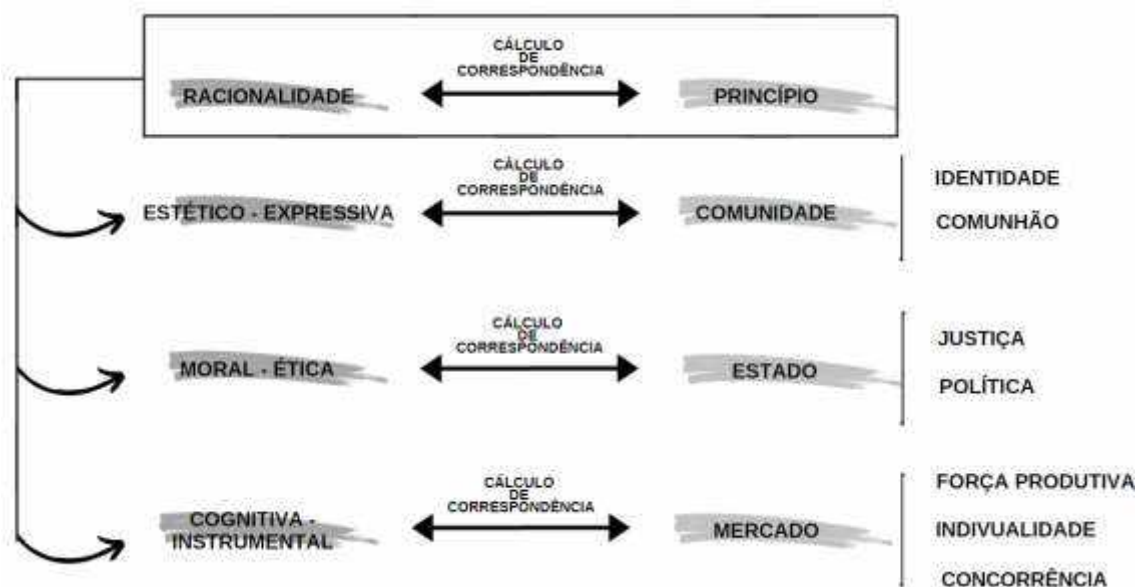 CÁLCULO
DE
CORRESPONDÊNCIA
RACIONALIDADE
PRINCÍPIO
CÁLCULO
DE
CORRESPONDÊNCIA
ESTÉTICO - EXPRESSIVA
COMUNIDADE
IDENTIDADE
COMUNHÃO
CÁLCULO
DE
CORRESPONDÊNCIA
MORAL - ÉTICA
ESTADO
JUSTIÇA
POLÍTICA
CÁLCULO
DE
CORRESPONDÊNCIA
COGNITIVA -
INSTRUMENTAL
MERCADO
FORÇA PRODUTIVA
INDIVUALIDADE
CONCORRÊNCIA